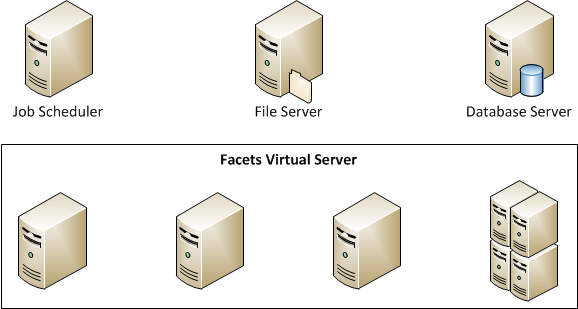 Job Scheduler
File Server
Database Server
Facets Virtual Server